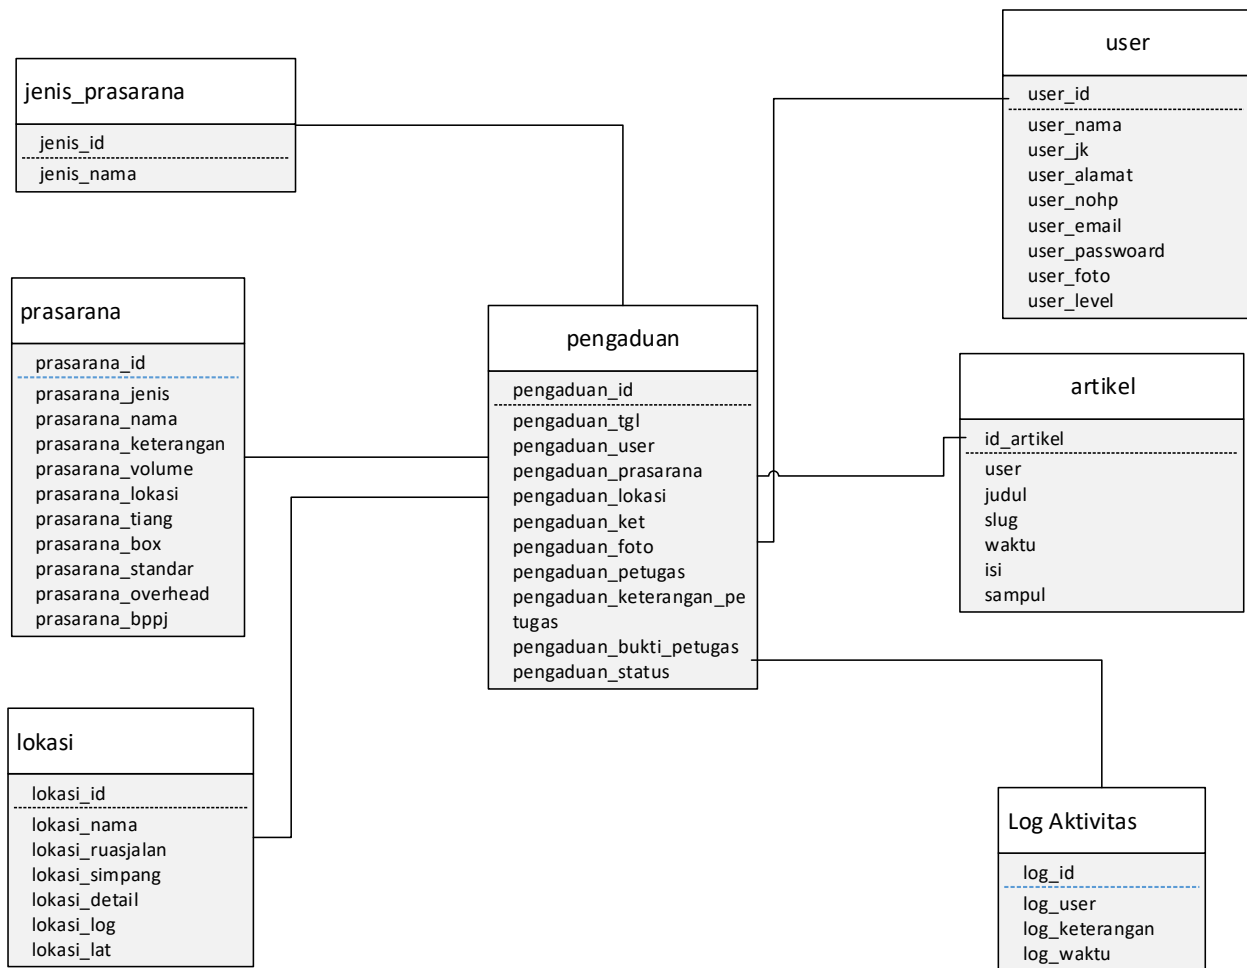 jenis_prasarana
jenis_id
jenis_nama
prasarana
prasarana_id
prasarana_jenis
prasarana_nama
prasarana_keterangan
prasarana_volume
prasarana_lokasi
prasarana_tiang
prasarana_box
prasarana_standar
prasarana_overhead
prasarana_bppj
lokasi
lokasi_id
lokasi_nama
lokasi_ruasjalan
lokasi_simpang
lokasi_detail
lokasi_log
lokasi_lat
pengaduan
pengaduan_id
pengaduan_tgl
pengaduan_user
pengaduan_prasarana
pengaduan_lokasi
pengaduan_ket
pengaduan_foto
pengaduan_petugas
pengaduan_keterangan_pe
tugas
pengaduan_bukti_petugas
pengaduan_status
user
user_id
user_nama
user_jk
user_alamat
user_nohp
user_email
user_passwoard
user_foto
user_level
artikel
id_artikel
user
judul
slug
waktu
isi
sampul
Log Aktivitas
log_id
log_user
log_keterangan
log_waktu